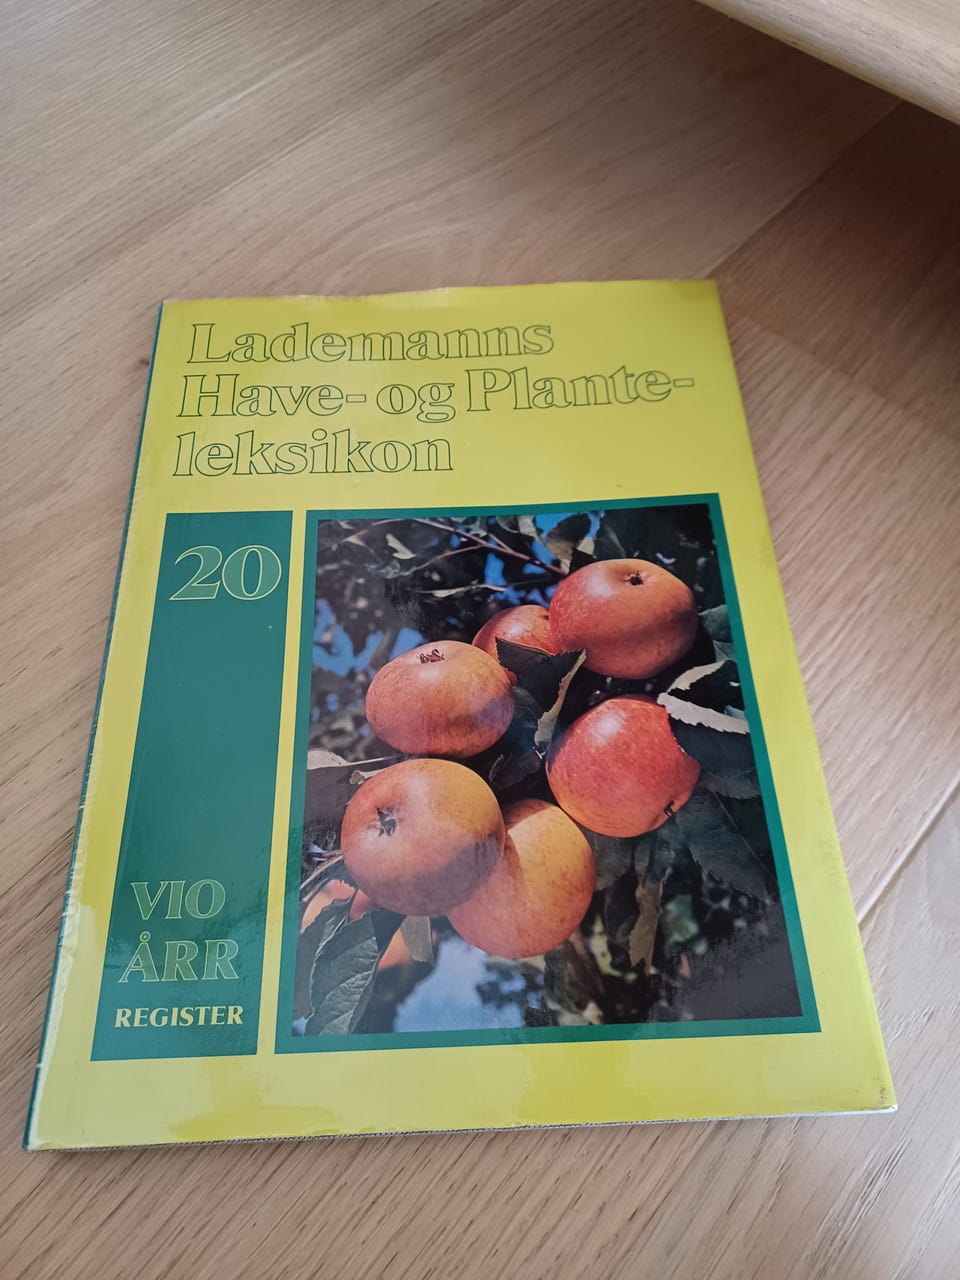 Lademanns
Have- og Plante-
leksikon
20
VIO
ÅRR
REGISTER